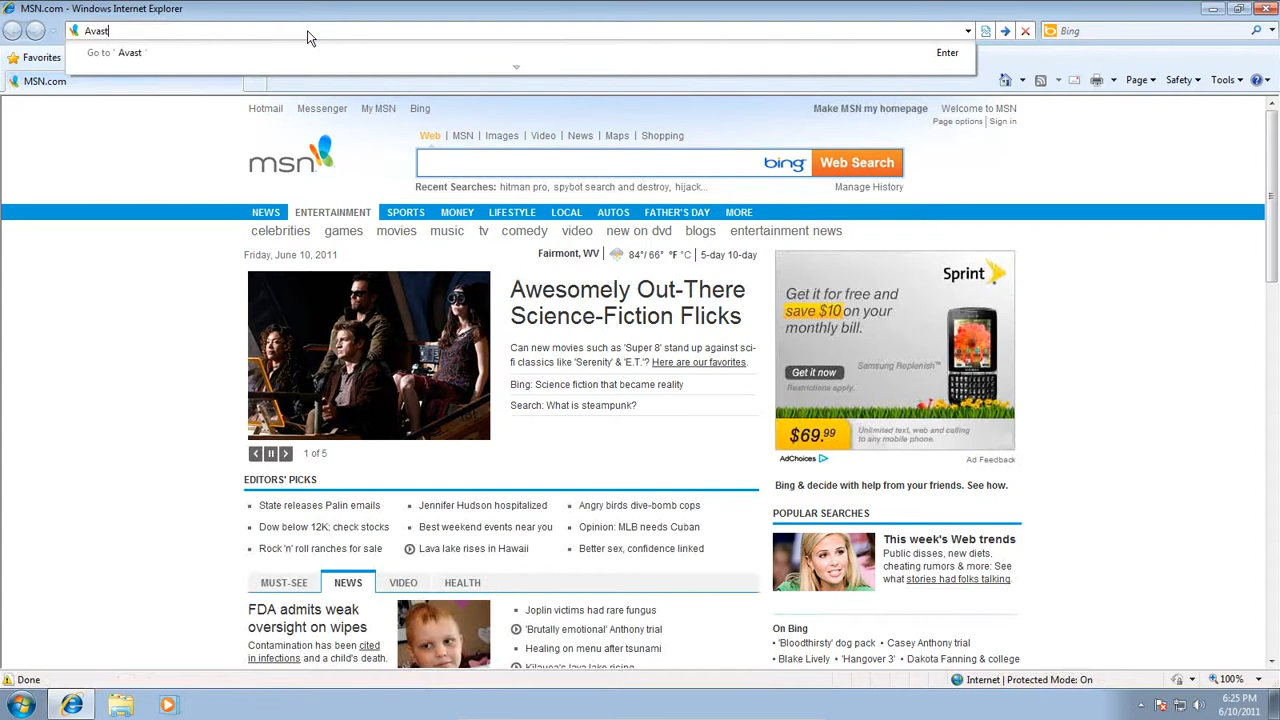 MSN.com - Windows Internet Explorer
Avast
Bing
Go to ' Avast '
Enter
Favorites
MSN.com
Page
Safety
Tools
Hotmail
Messenger
My MSN
Bing
Make MSN my homepage
Welcome to MSN
Page options | Sign in
msn
Web | MSN | Images | Video | News | Maps | Shopping
bing
Web Search
Recent Searches: hitman pro, spybot search and destroy, hijack...
Manage History
NEWS
ENTERTAINMENT
SPORTS
MONEY
LIFESTYLE
LOCAL
AUTOS
FATHER'S DAY
MORE
celebrities games movies music tv comedy video new on dvd blogs entertainment news
Friday, June 10, 2011
Fairmont, WV | 84°/ 66° °F °C | 5-day 10-day
Awesomely Out-There
Science-Fiction Flicks
Can new movies such as 'Super 8' stand up against sci-
fi classics like 'Serenity' & 'E.T.'? Here are our favorites.
Bing: Science fiction that became reality
Search: What is steampunk?
1 of 5
Sprint
Get it for free and
save $10 on your
monthly bill.
Get it now
Samsung Replenish™
Restrictions apply.
$69.99
Unlimited text, web and calling
to any mobile phone.
AdChoices
Ad Feedback
EDITORS' PICKS
State releases Palin emails
Jennifer Hudson hospitalized
Angry birds dive-bomb cops
Dow below 12K; check stocks
Best weekend events near you
Opinion: MLB needs Cuban
Rock 'n' roll ranches for sale
Lava lake rises in Hawaii
Better sex, confidence linked
Bing & decide with help from your friends. See how.
POPULAR SEARCHES
This week's Web trends
Public disses, new diets,
cheating rumors & more: See
what stories had folks talking.
MUST-SEE
NEWS
VIDEO
HEALTH
FDA admits weak
oversight on wipes
Contamination has been cited
in infections and a child's death.
Joplin victims had rare fungus
'Brutally emotional' Anthony trial
Healing on menu after tsunami
Kilauea's lava lake rising
On Bing
'Bloodthirsty' dog pack • Casey Anthony trial
Blake Lively • 'Hangover 3' • Dakota Fanning & college
Done
Internet | Protected Mode: On
100%
6:25 PM
6/10/2011